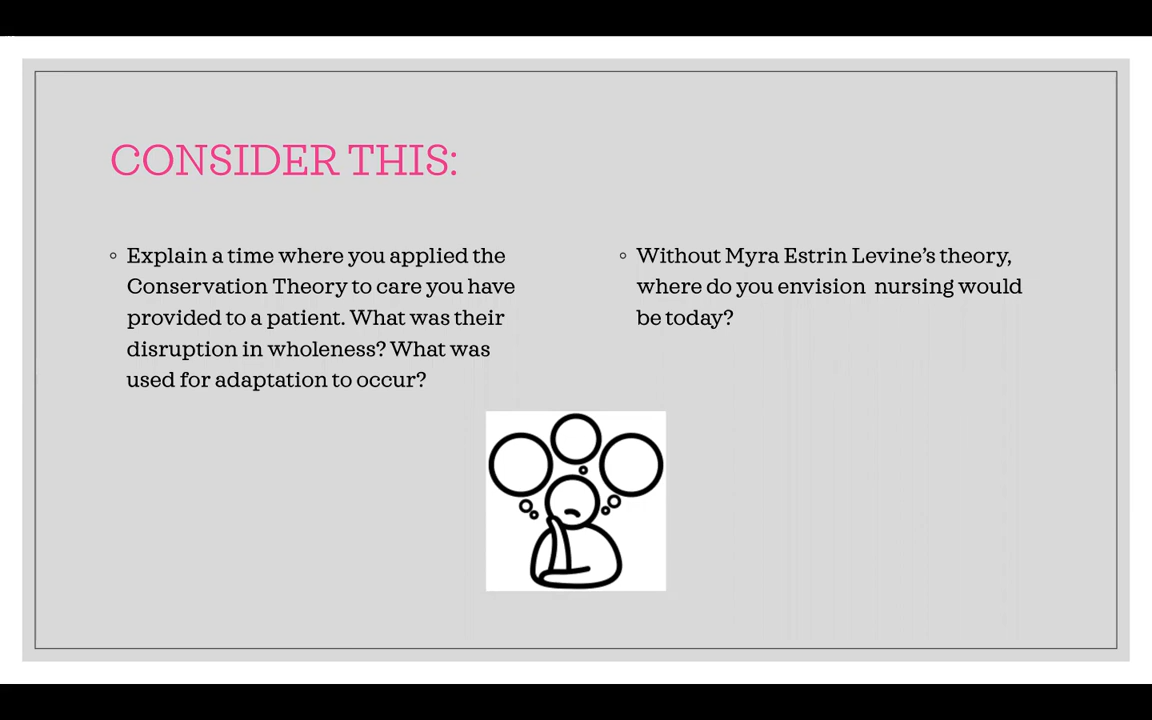 CONSIDER THIS:
Explain a time where you applied the
Conservation Theory to care you have
provided to a patient. What was their
disruption in wholeness? What was
used for adaptation to occur?
Without Myra Estrin Levine’s theory,
where do you envision nursing would
be today?